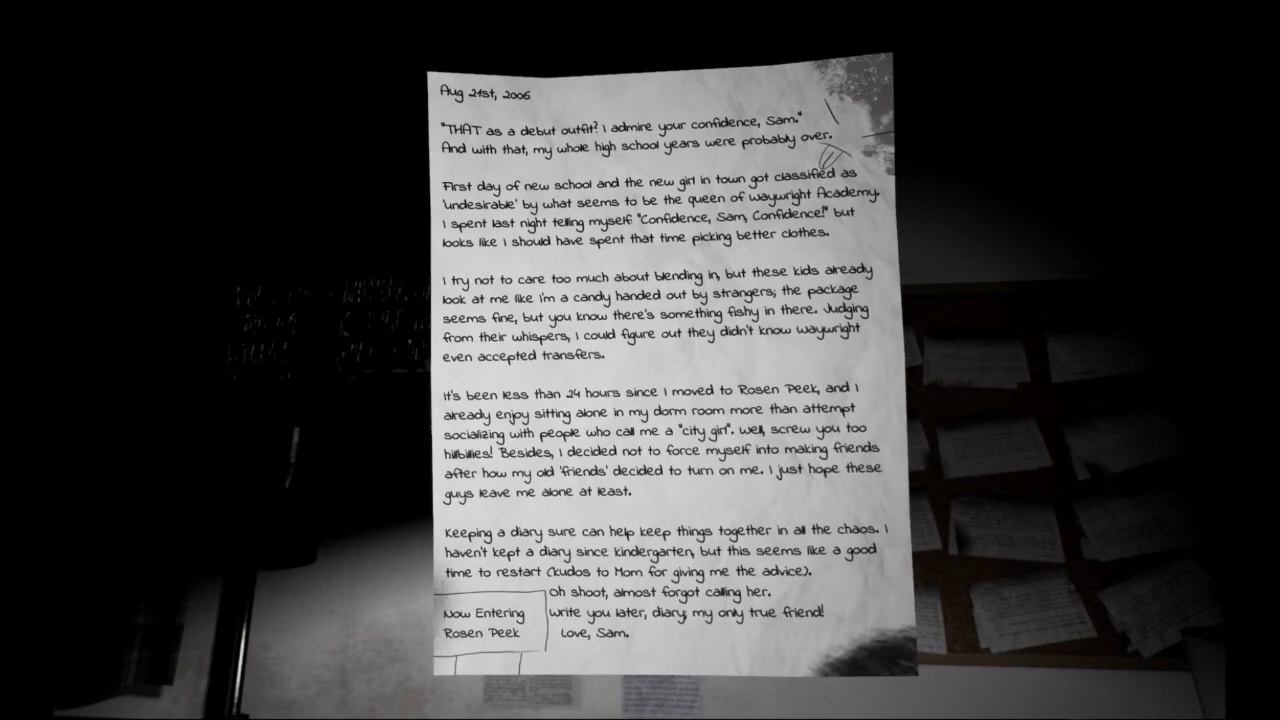 Aug 21st, 2006
"THAT as a debut outfit? I admire your confidence, Sam."
And with that, my whole high school years were probably over.
First day of new school and the new girl in town got classified as
'undesirable' by what seems to be the queen of Waywright Academy.
I spent last night telling myself "Confidence, Sam, Confidence!" but
looks like I should have spent that time picking better clothes.
I try not to care too much about blending in, but these kids already
look at me like I'm a candy handed out by strangers; the package
seems fine, but you know there's something fishy in there. Judging
from their whispers, I could figure out they didn't know Waywright
even accepted transfers.
It's been less than 24 hours since I moved to Rosen Peek, and I
already enjoy sitting alone in my dorm room more than attempt
socializing with people who call me a "city girl". Well, screw you too
hillbillies! Besides, I decided not to force myself into making friends
after how my old 'friends' decided to turn on me. I just hope these
guys leave me alone at least.
Keeping a diary sure can help keep things together in all the chaos. I
haven't kept a diary since kindergarten, but this seems like a good
time to restart (kudos to Mom for giving me the advice).
Oh shoot, almost forgot calling her.
Write you later, diary; my only true friend!
Love, Sam.
Now Entering
Rosen Peek